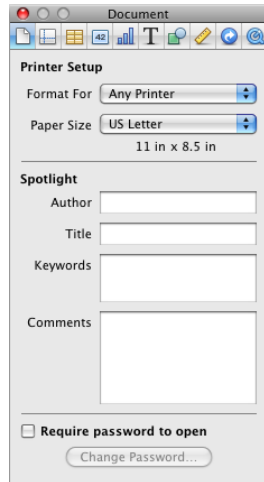 Document
42
T
Printer Setup
Format For Any Printer
Paper Size US Letter
11 in x 8.5 in
Spotlight
Author
Title
Keywords
Comments
Require password to open
Change Password...